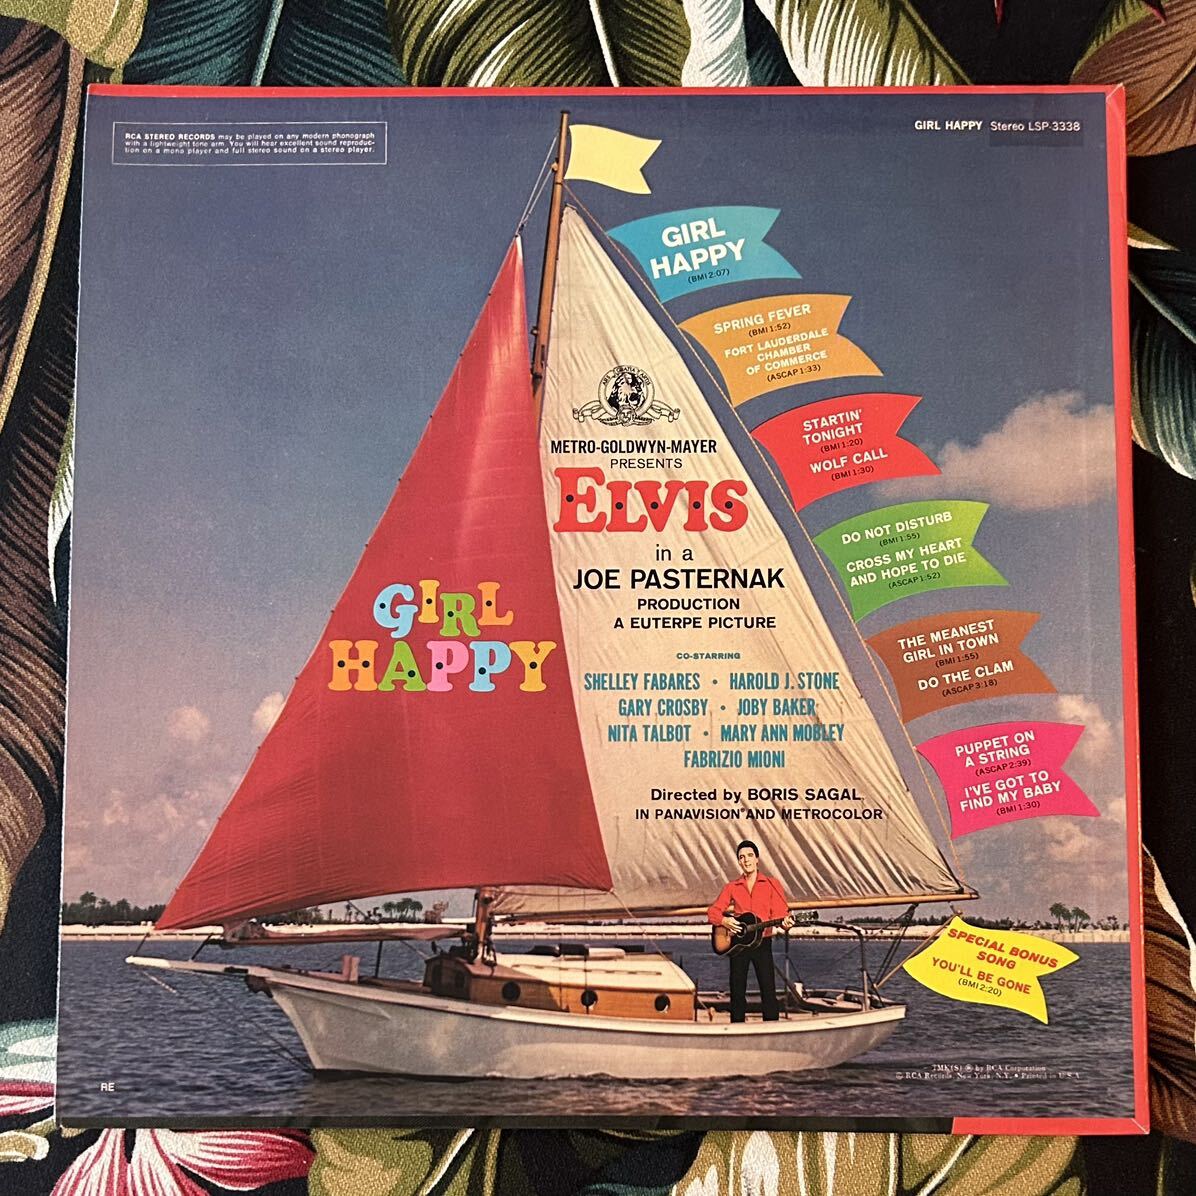 RCA STEREO RECORDS may be played on any modern phonograph
with a lightweight tone arm. You will hear excellent sound reproduc-
tion on a mono player and full stereo sound on a stereo player.
GIRL HAPPY Stereo LSP-3338
GIRL
HAPPY
(BMI 2:07)
SPRING FEVER
(BMI 1:52)
FORT LAUDERDALE
CHAMBER
OF COMMERCE
(ASCAP 1:33)
STARTIN'
TONIGHT
(BMI 1:20)
WOLF CALL
(BMI 1:30)
DO NOT DISTURB
(BMI 1:55)
CROSS MY HEART
AND HOPE TO DIE
(ASCAP 1:52)
THE MEANEST
GIRL IN TOWN
(BMI 1:55)
DO THE CLAM
(ASCAP 3:18)
PUPPET ON
A STRING
(ASCAP 2:39)
I'VE GOT TO
FIND MY BABY
(BMI 1:30)
SPECIAL BONUS
SONG
YOU'LL BE GONE
(BMI 2:20)
ARS GRATIA ARTIS
METRO-GOLDWYN-MAYER
PRESENTS
ELVIS
in a
JOE PASTERNAK
PRODUCTION
A EUTERPE PICTURE
GIRL
HAPPY
CO-STARRING
SHELLEY FABARES • HAROLD J. STONE
GARY CROSBY • JOBY BAKER
NITA TALBOT • MARY ANN MOBLEY
FABRIZIO MIONI
Directed by BORIS SAGAL
IN PANAVISION® AND METROCOLOR
RE
TMK(S) ® by RCA Corporation
© RCA Records, New York, N.Y. • Printed in U.S.A.